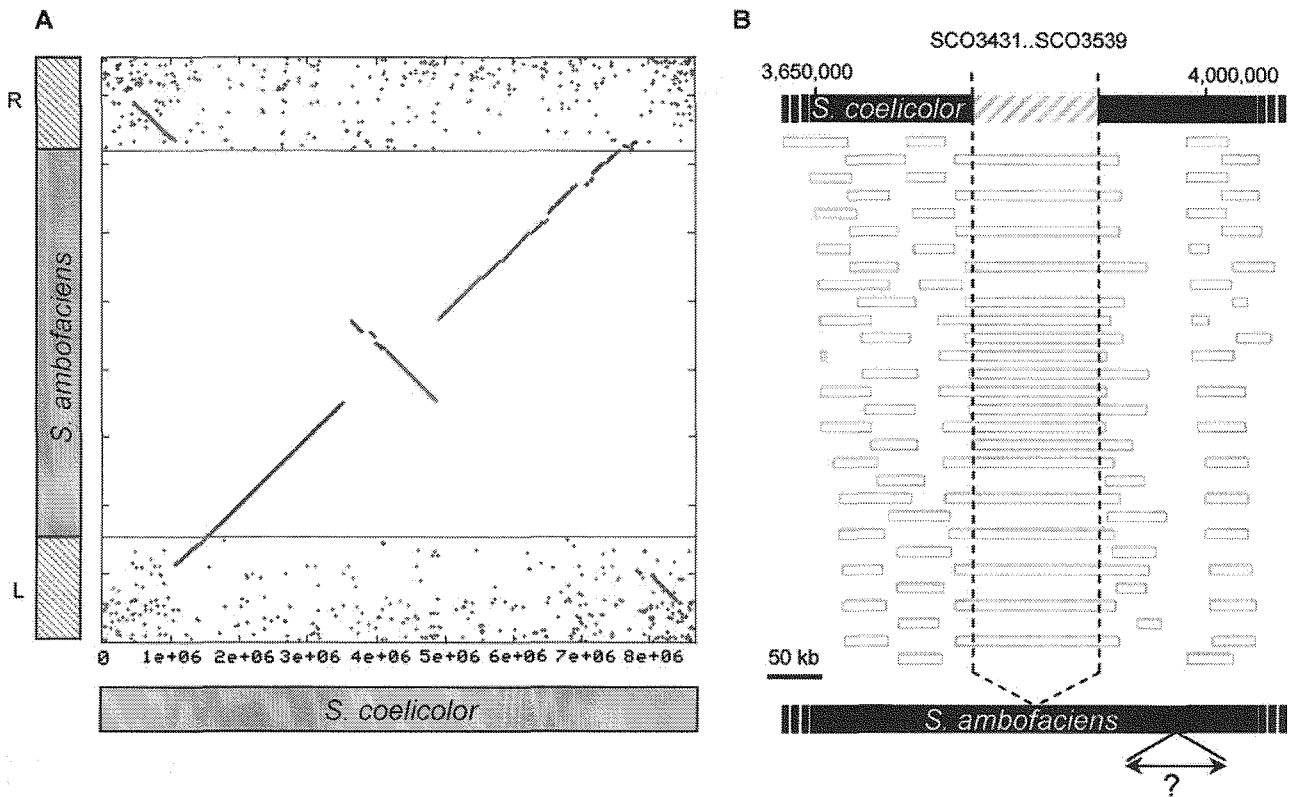 A
R
S. ambofaciens
L
0 1e+06 2e+06 3e+06 4e+06 5e+06 6e+06 7e+06 8e+06
S. coelicolor
B
SCO3431..SCO3539
3,650,000 4,000,000
S. coelicolor
50 kb
S. ambofaciens
?